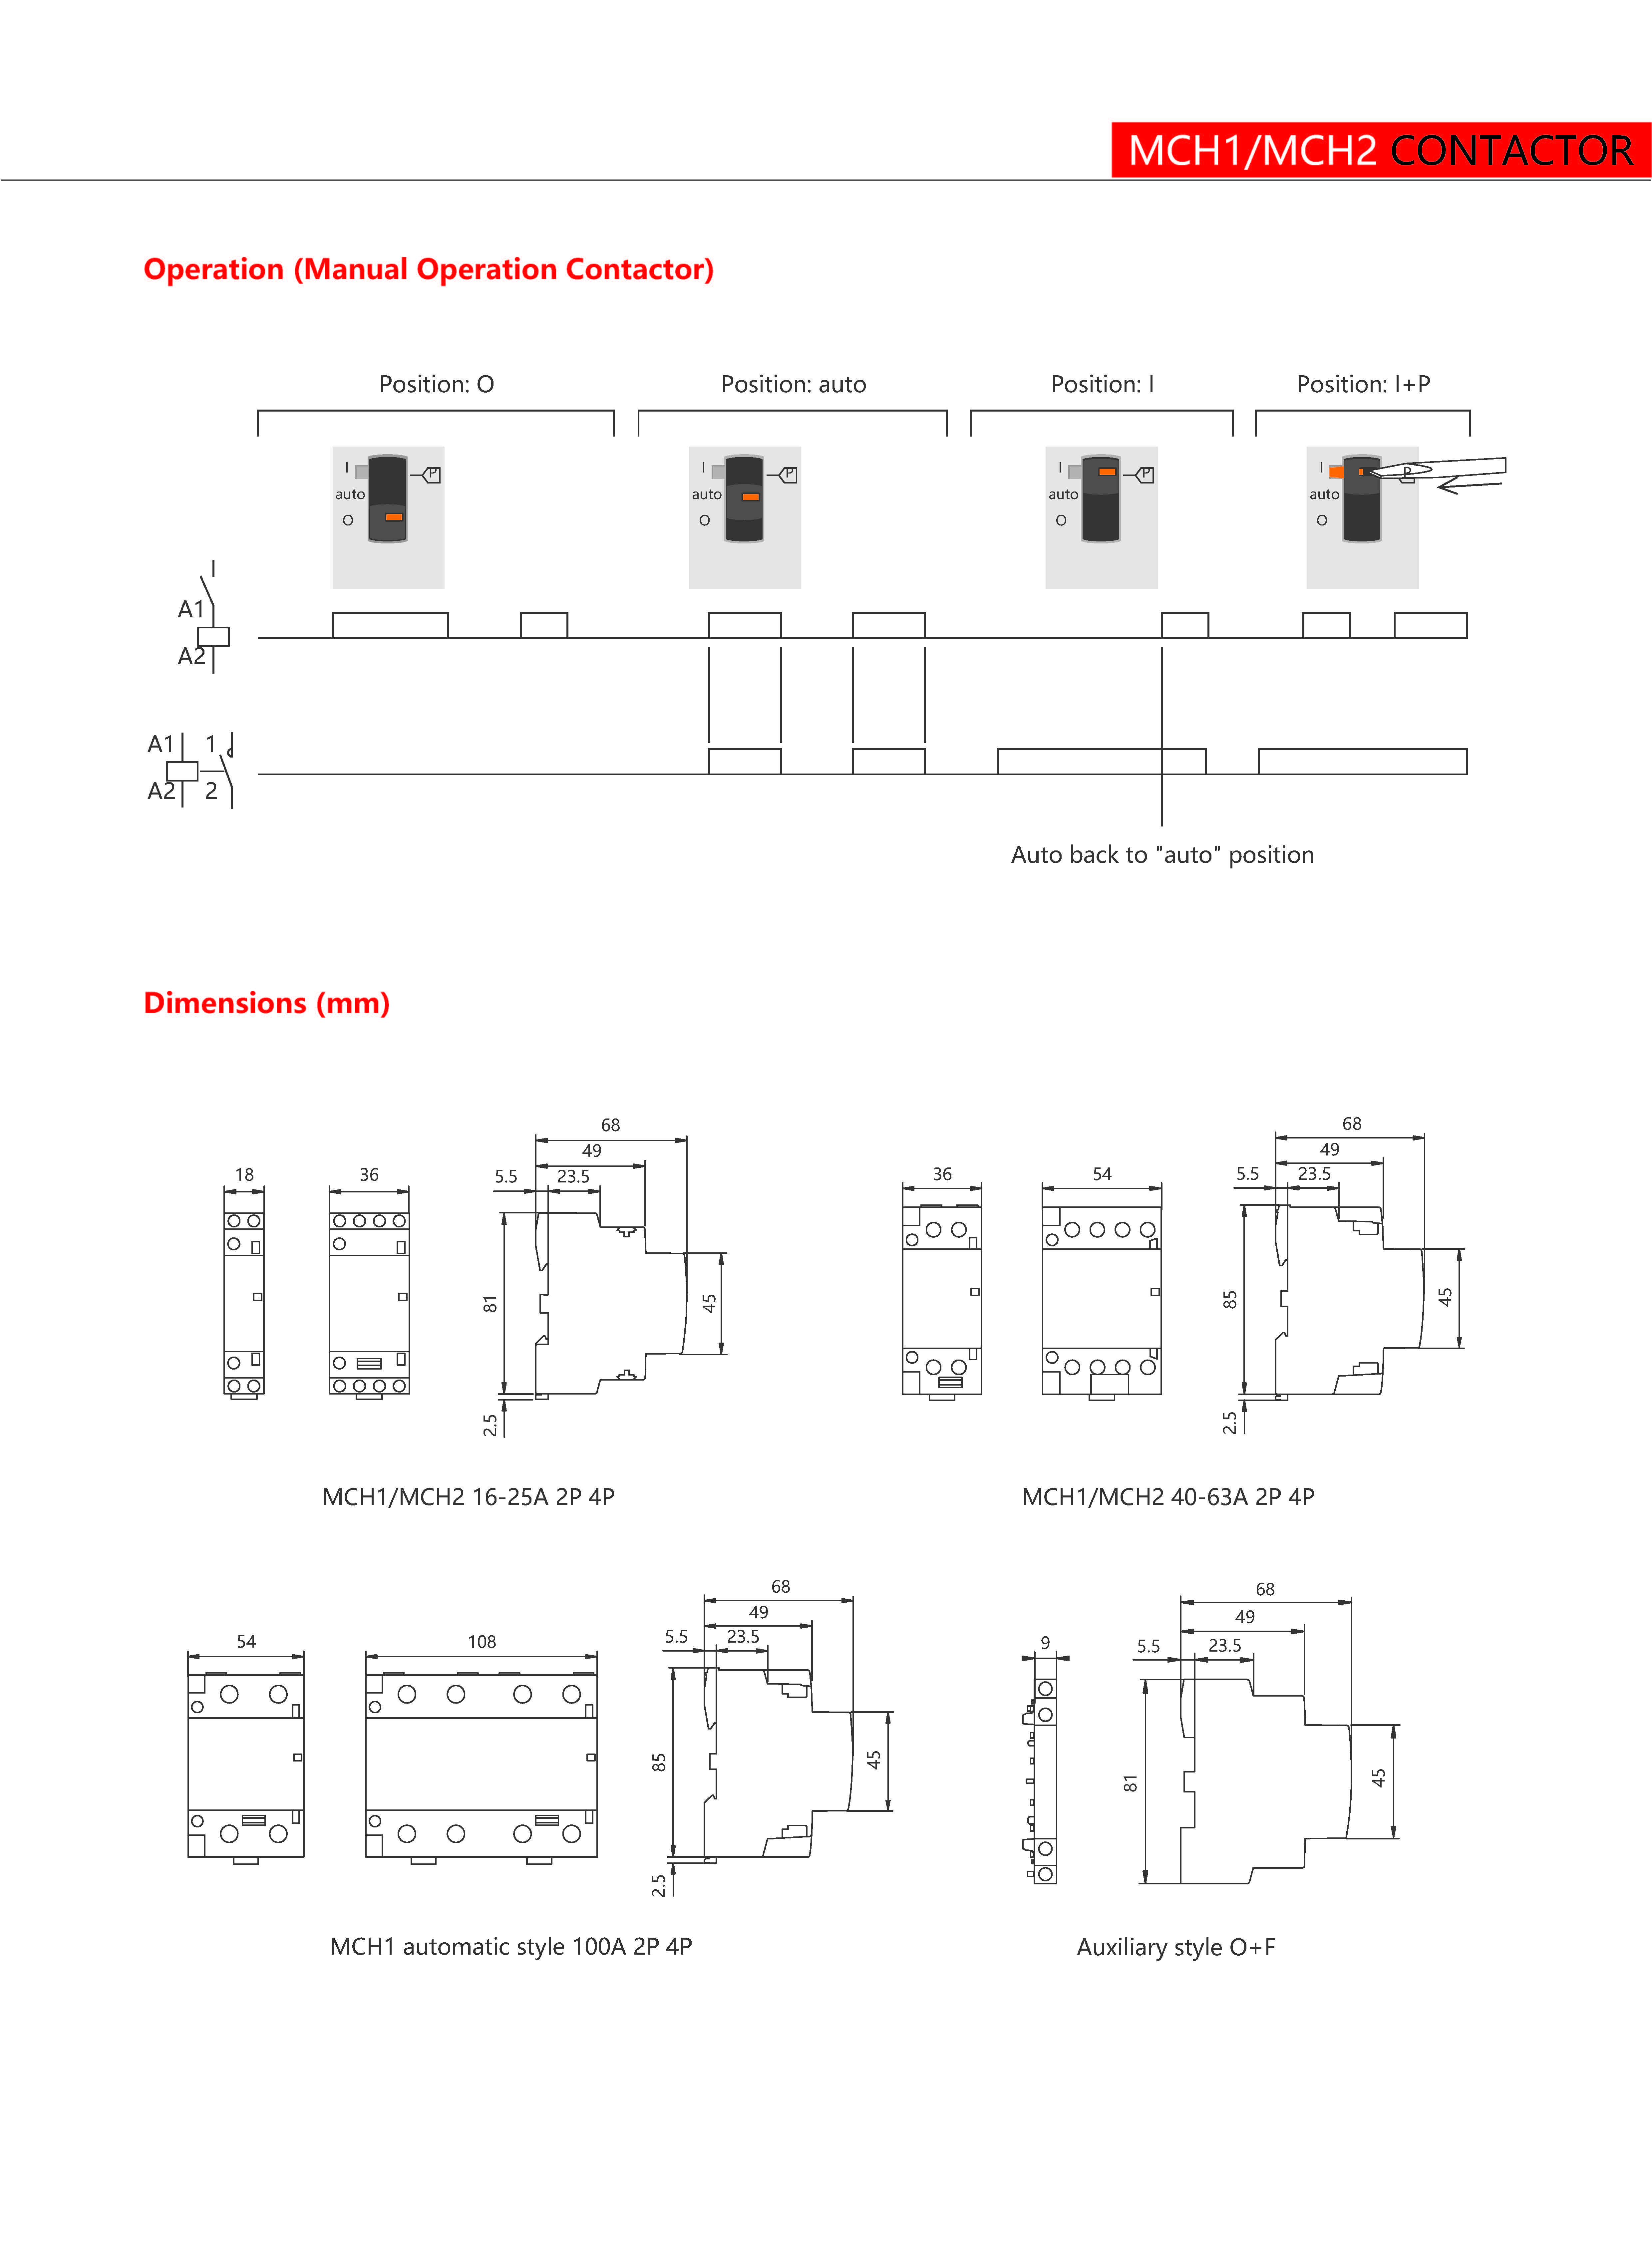 MCH1/MCH2 CONTACTOR
Operation (Manual Operation Contactor)
Position: O
Position: auto
Position: I
Position: I+P
I
P
auto
O
I
P
auto
O
I
P
auto
O
I
P
auto
O
A1
A2
A1 1
A2 2
Auto back to "auto" position
Dimensions (mm)
68
49
18
36
5.5
23.5
81
45
2.5
68
49
36
54
5.5
23.5
85
45
2.5
MCH1/MCH2 16-25A 2P 4P
MCH1/MCH2 40-63A 2P 4P
68
49
54
108
5.5
23.5
85
45
2.5
68
49
9
5.5
23.5
81
45
MCH1 automatic style 100A 2P 4P
Auxiliary style O+F